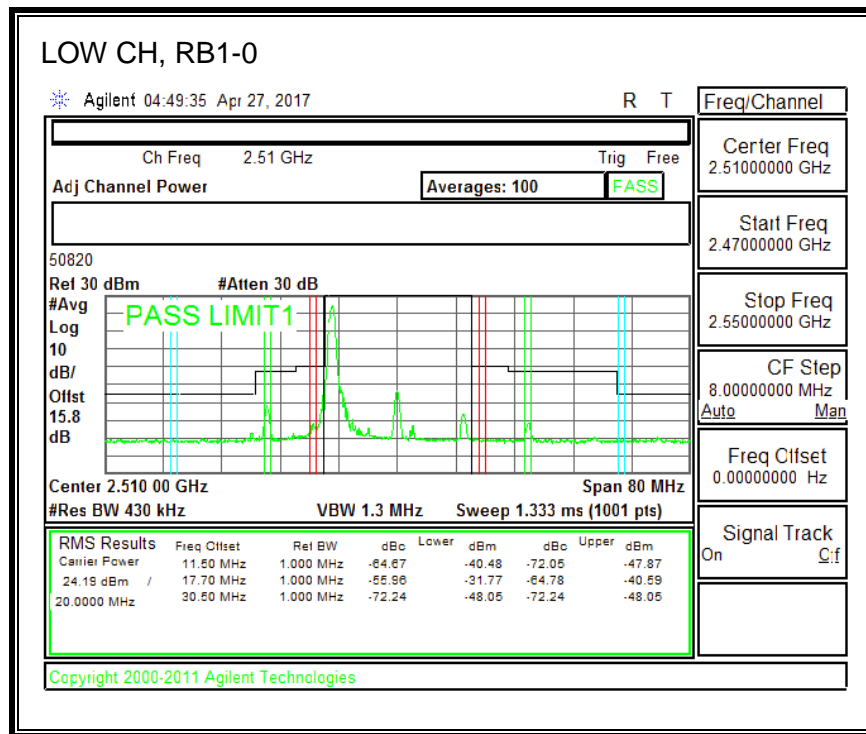 LOW CH, RB1-0
Agilent 04:49:35 Apr 27, 2017
R T
Freq/Channel
Ch Freq 2.51 GHz
Trig Free
Adj Channel Power
Averages: 100
PASS
Center Freq
2.51000000 GHz
Start Freq
2.47000000 GHz
Stop Freq
2.55000000 GHz
CF Step
8.00000000 MHz
Auto Man
Freq Offset
0.00000000 Hz
Signal Track
On Off
50820
Ref 30 dBm
#Atten 30 dB
#Avg
Log
10
dB/
Offst
15.8
dB
PASS LIMIT1
Center 2.510 00 GHz
Span 80 MHz
#Res BW 430 kHz
VBW 1.3 MHz
Sweep 1.333 ms (1001 pts)
RMS Results Freq Offset Ref BW dBc Lower dBm dBc Upper dBm
Carrier Power 11.50 MHz 1.000 MHz -64.67 -40.48 -72.05 -47.87
24.19 dBm / 17.70 MHz 1.000 MHz -55.96 -31.77 -64.78 -40.59
20.0000 MHz 30.50 MHz 1.000 MHz -72.24 -48.05 -72.24 -48.05
Copyright 2000-2011 Agilent Technologies